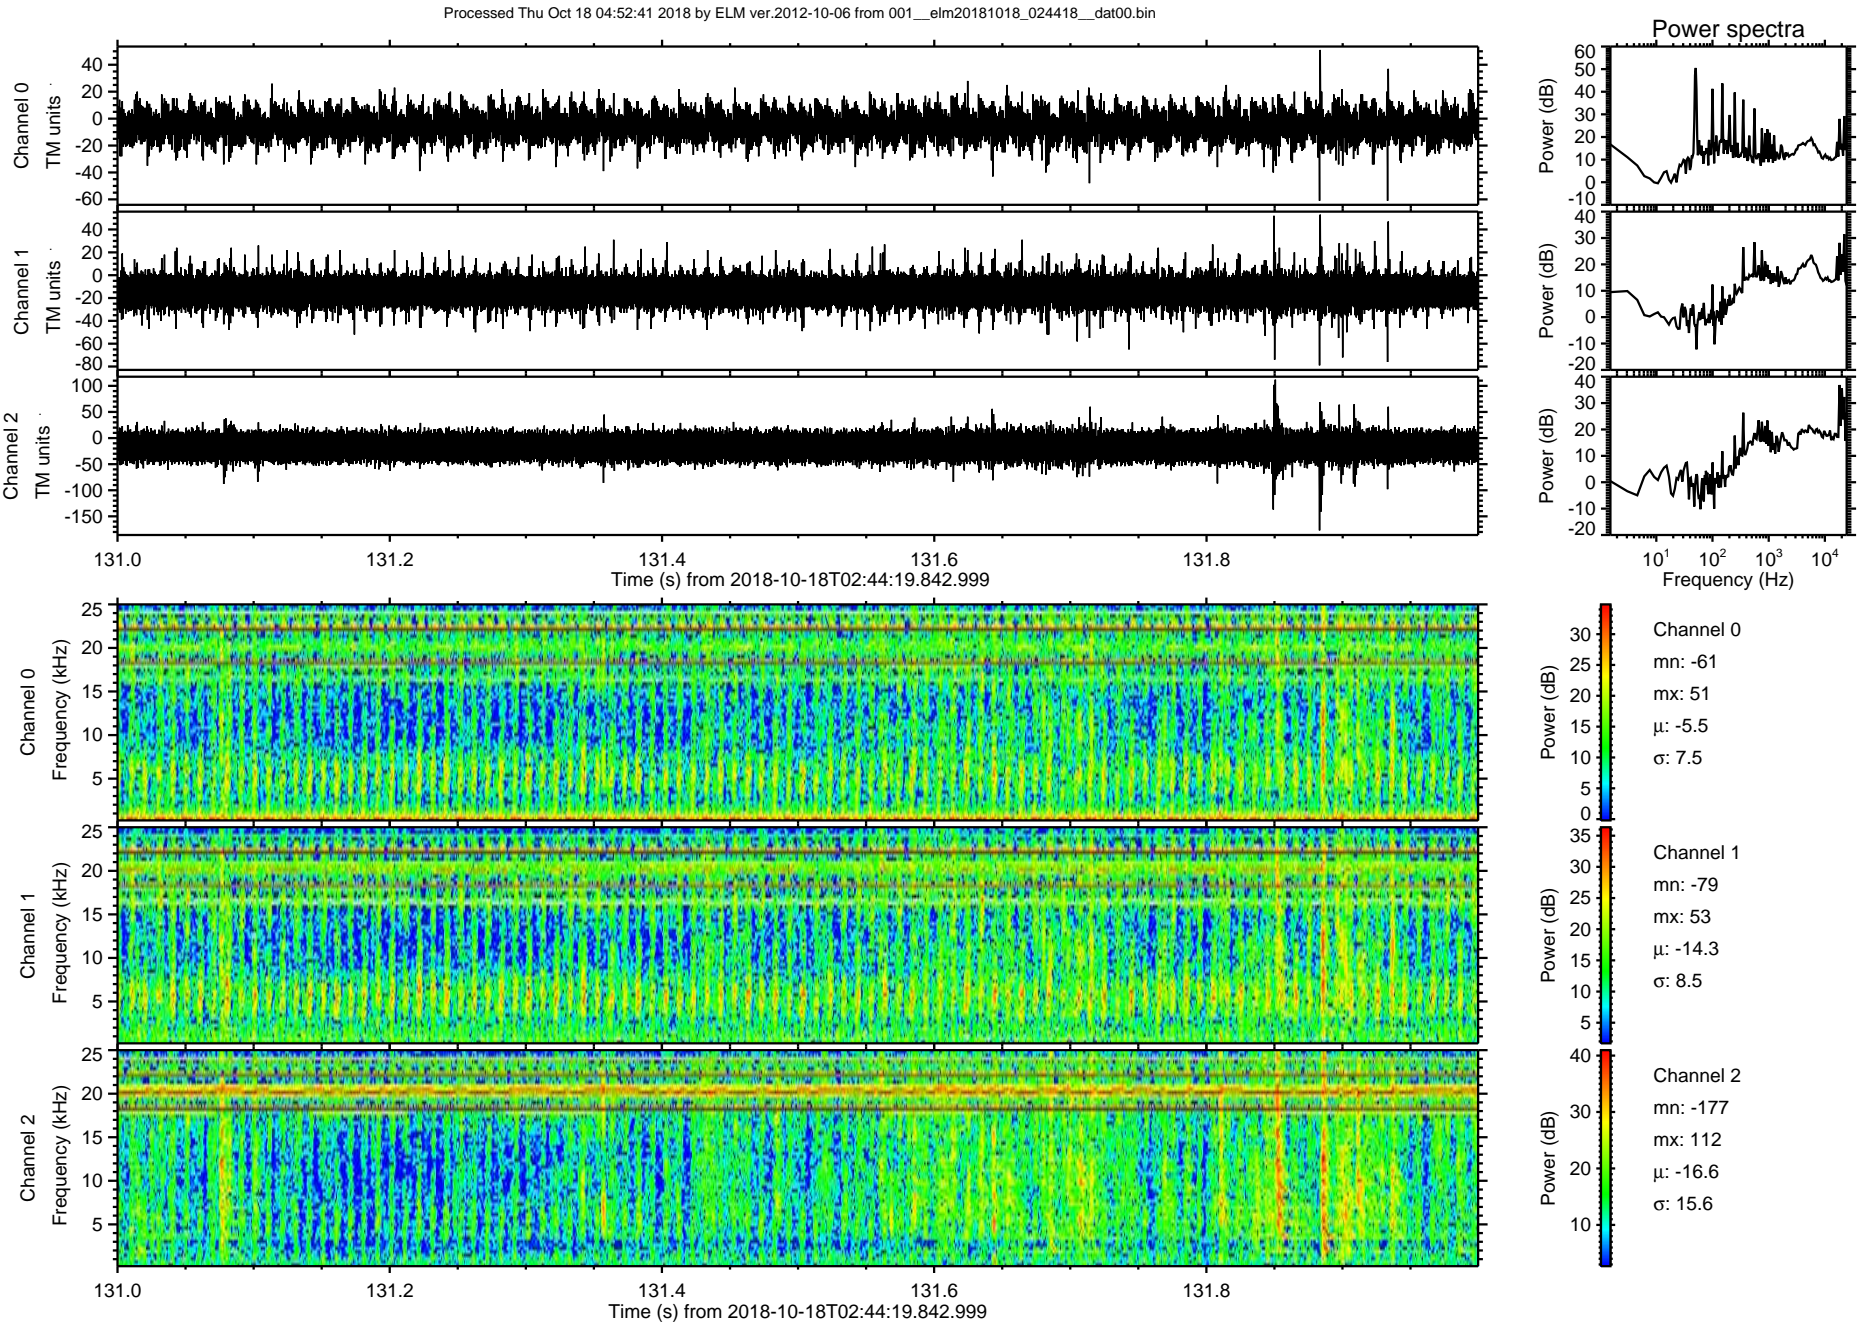 Processed Thu Oct 18 04:52:41 2018 by ELM ver.2012-10-06 from 001__elm20181018_024418__dat00.bin
Power spectra
Channel 0
TM units
40
20
0
-20
-40
-60
Power (dB)
60
50
40
30
20
10
0
-10
Channel 1
TM units
40
20
0
-20
-40
-60
-80
Power (dB)
40
30
20
10
0
-10
-20
Channel 2
TM units
100
50
0
-50
-100
-150
Power (dB)
40
30
20
10
0
-10
-20
131.0 131.2 131.4 131.6 131.8
Time (s) from 2018-10-18T02:44:19.842.999
10^1 10^2 10^3 10^4
Frequency (Hz)
Channel 0
Frequency (kHz)
25
20
15
10
5
Power (dB)
30
25
20
15
10
5
0
Channel 0
mn: -61
mx: 51
μ: -5.5
σ: 7.5
Channel 1
Frequency (kHz)
25
20
15
10
5
Power (dB)
35
30
25
20
15
10
5
Channel 1
mn: -79
mx: 53
μ: -14.3
σ: 8.5
Channel 2
Frequency (kHz)
25
20
15
10
5
Power (dB)
40
30
20
10
Channel 2
mn: -177
mx: 112
μ: -16.6
σ: 15.6
131.0 131.2 131.4 131.6 131.8
Time (s) from 2018-10-18T02:44:19.842.999